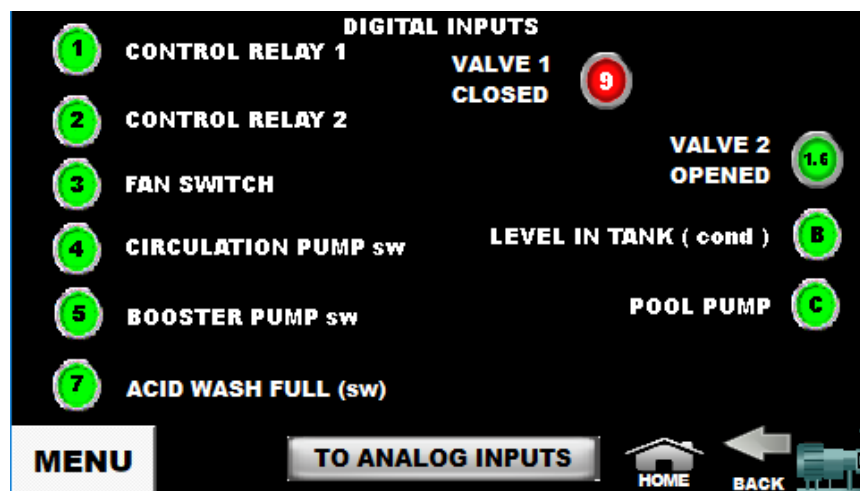 DIGITAL INPUTS
1 CONTROL RELAY 1
VALVE 1
CLOSED
9
2 CONTROL RELAY 2
VALVE 2
OPENED
1.6
3 FAN SWITCH
4 CIRCULATION PUMP sw
LEVEL IN TANK ( cond ) B
5 BOOSTER PUMP sw
POOL PUMP C
7 ACID WASH FULL (sw)
MENU
TO ANALOG INPUTS
HOME
BACK